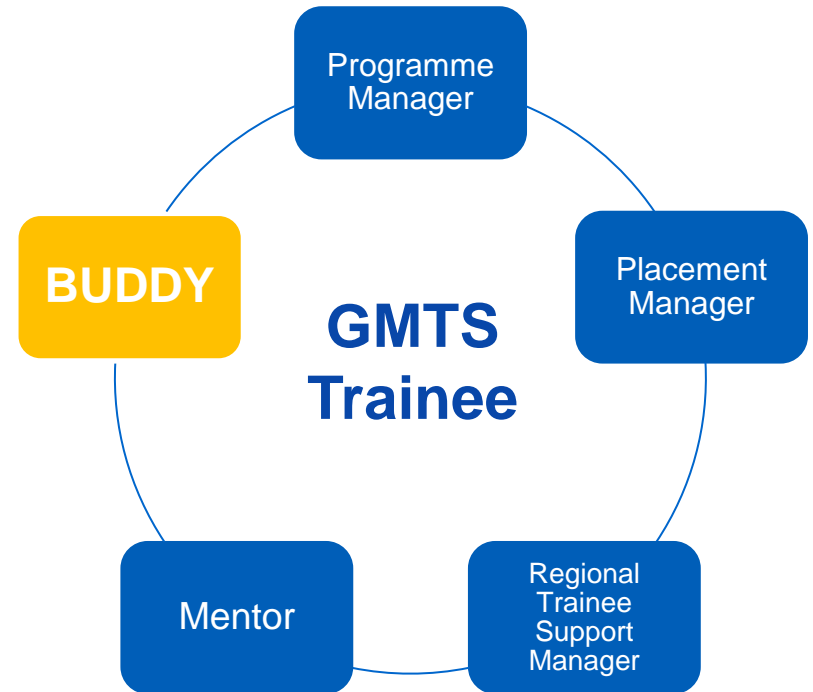 Programme
Manager
Placement
Manager
Regional
Trainee
Support
Manager
Mentor
BUDDY
GMTS
Trainee